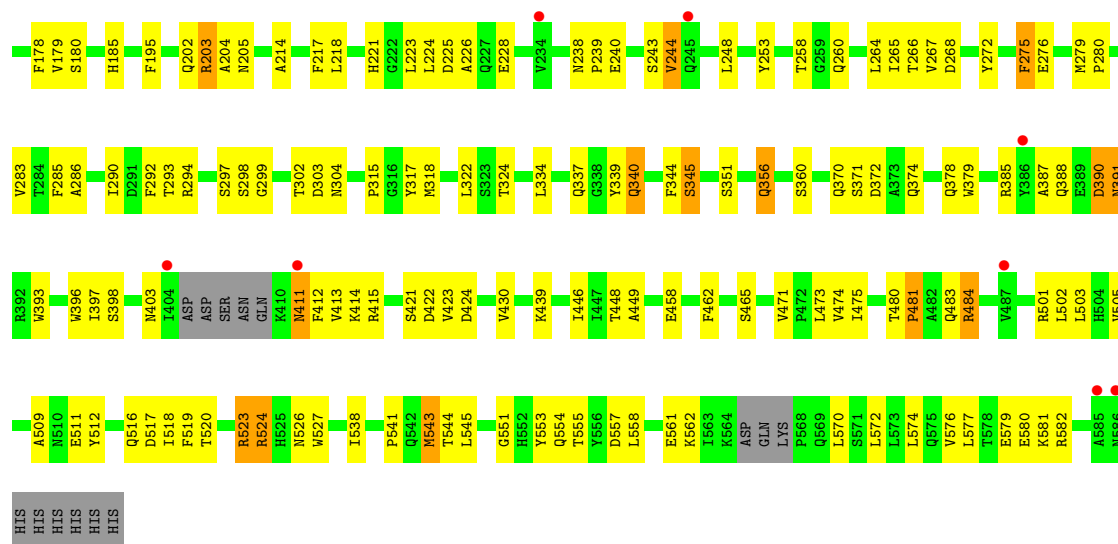 F178 V179 S180 H185 F195 Q202 R203 A204 N205 A214 F217 L218 H221 G222 L223 L224 D225 A226 Q227 E228 V234 N238 P239 E240 S243 V244 Q245 L248 Y253 T258 G259 Q260 L264 I265 T266 V267 D268 Y272 F275 E276 M279 P280
V283 T284 F285 A286 I290 D291 F292 T293 R294 S297 S298 G299 T302 D303 N304 P315 G316 Y317 M318 L322 S323 T324 L334 Q337 G338 Y339 Q340 F344 S345 S351 Q356 S360 Q370 S371 D372 A373 Q374 Q378 W379 R385 Y386 A387 Q388 E389 D390 N391
R392 W393 W396 I397 S398 N403 I404 ASP ASP SER ASN GLN K410 N411 F412 V413 K414 R415 S421 D422 V423 D424 V430 K439 I446 I447 T448 A449 E458 F462 S465 V471 P472 L473 V474 I475 T480 P481 A482 Q483 R484 V487 R501 L502 L503 H504 V505
A509 N510 E511 Y512 Q516 D517 I518 F519 T520 R523 R524 H525 N526 W527 I538 P541 Q542 M543 T544 L545 G551 H552 Y553 Q554 T555 Y556 D557 L558 E561 K562 I563 K564 ASP GLN LYS P568 Q569 L570 S571 L572 L573 L574 Q575 V576 L577 T578 E579 E580 K581 R582 A585 N586
HIS HIS HIS HIS HIS HIS